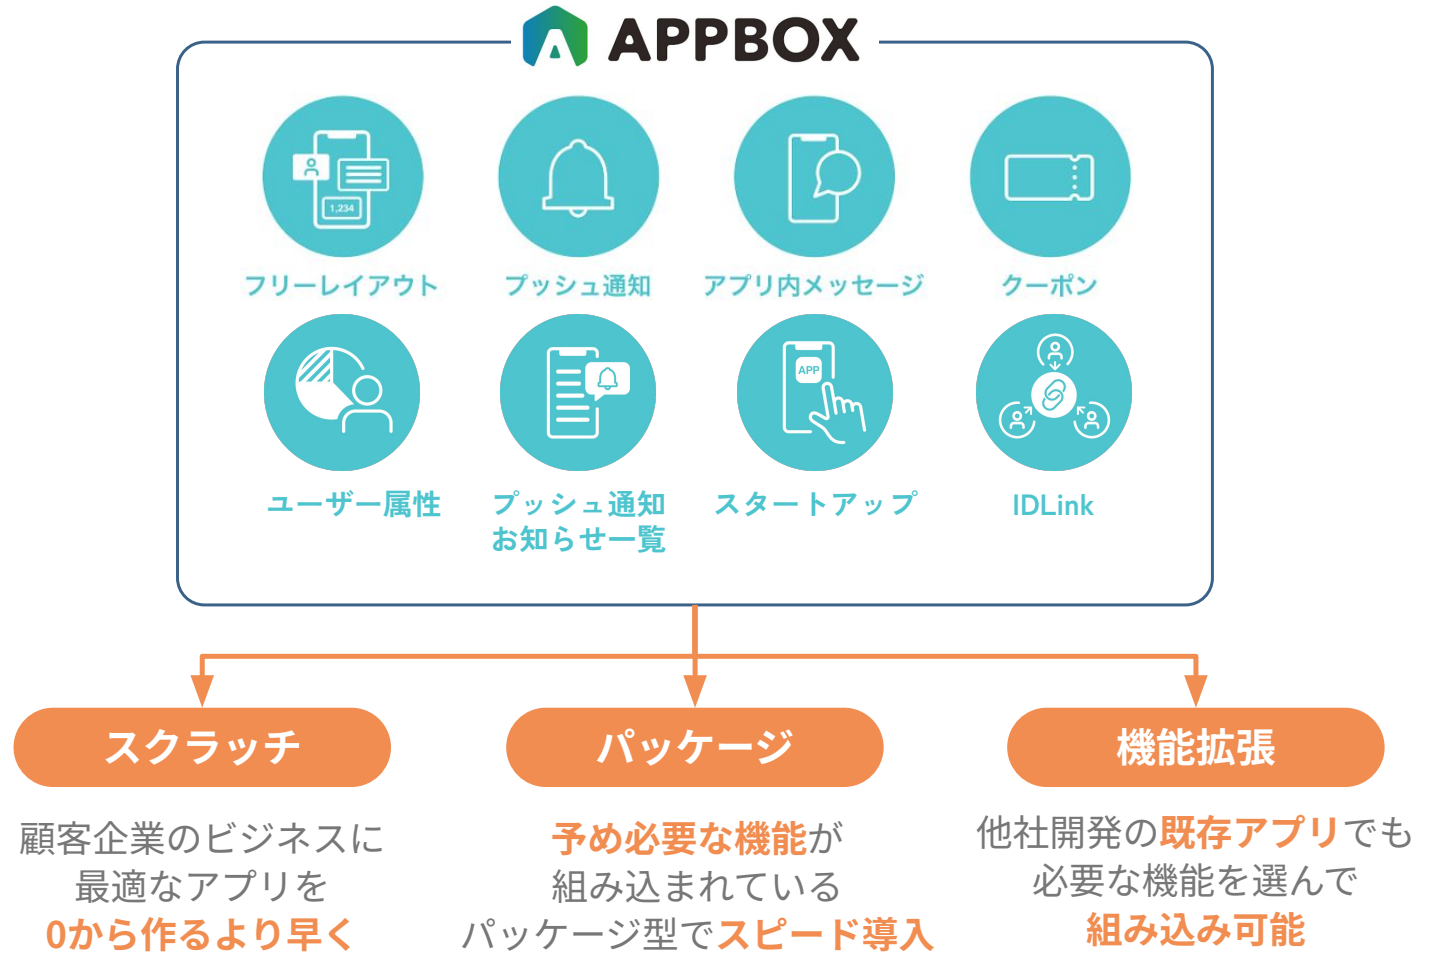 APPBOX
1,234
フリーレイアウト
プッシュ通知
アプリ内メッセージ
クーポン
APP
ユーザー属性
プッシュ通知
お知らせ一覧
スタートアップ
IDLink
スクラッチ
顧客企業のビジネスに
最適なアプリを
0から作るより早く
パッケージ
予め必要な機能が
組み込まれている
パッケージ型でスピード導入
機能拡張
他社開発の既存アプリでも
必要な機能を選んで
組み込み可能